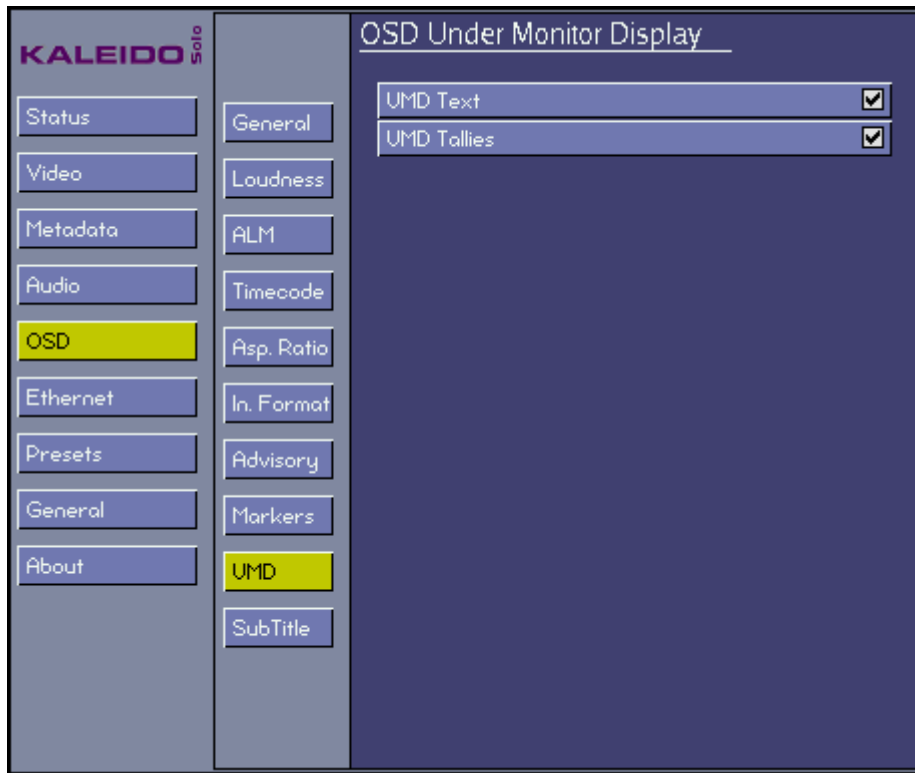 KALEIDO Solo
Status
Video
Metadata
Audio
OSD
Ethernet
Presets
General
About
General
Loudness
ALM
Timecode
Asp. Ratio
In. Format
Advisory
Markers
UMD
SubTitle
OSD Under Monitor Display
UMD Text
UMD Tallies